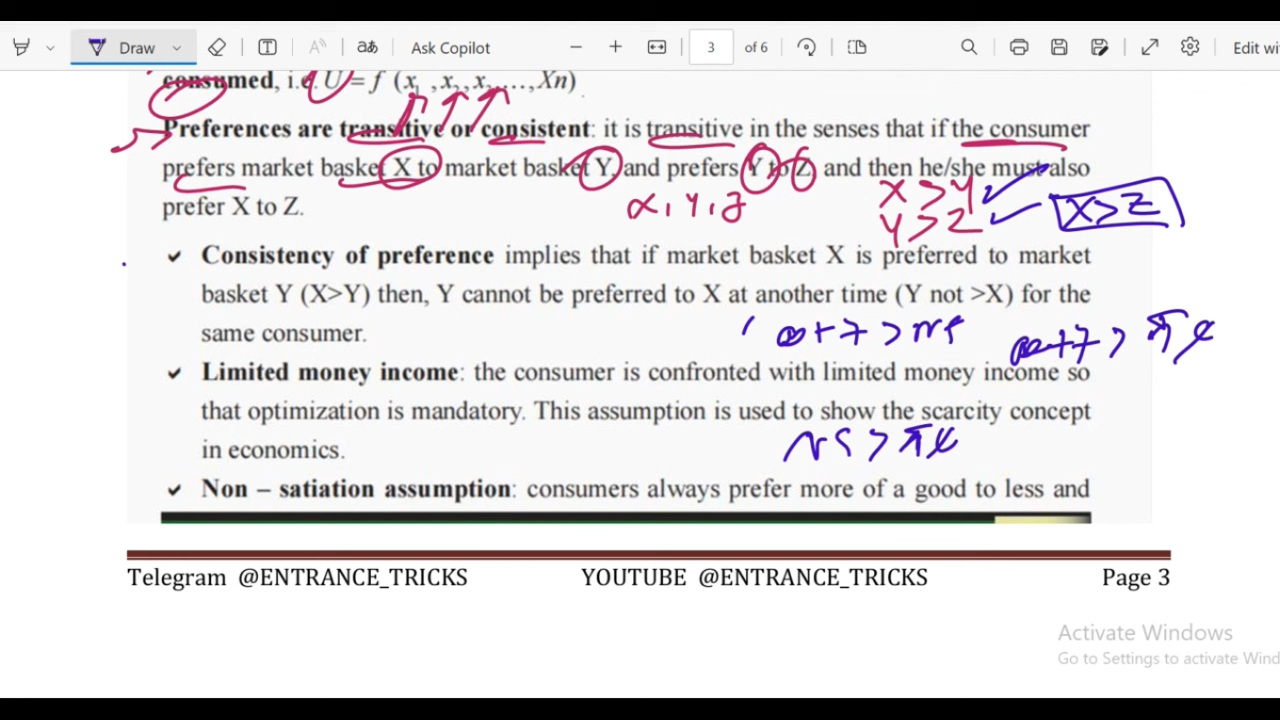 Draw
Ask Copilot
3 of 6
Edit wi
consumed, i.e. U = f (x₁ ,x, ,x, …,Xn)
Preferences are transitive or consistent: it is transitive in the senses that if the consumer
prefers market basket X to market basket Y, and prefers Y to Z, and then he/she must also
prefer X to Z.
X > Y
Y > Z
X > Z
x, y, z
✓ Consistency of preference implies that if market basket X is preferred to market
basket Y (X>Y) then, Y cannot be preferred to X at another time (Y not >X) for the
same consumer.
✓ Limited money income: the consumer is confronted with limited money income so
that optimization is mandatory. This assumption is used to show the scarcity concept
in economics.
✓ Non – satiation assumption: consumers always prefer more of a good to less and
Telegram @ENTRANCE_TRICKS YOUTUBE @ENTRANCE_TRICKS Page 3
Activate Windows
Go to Settings to activate Wind